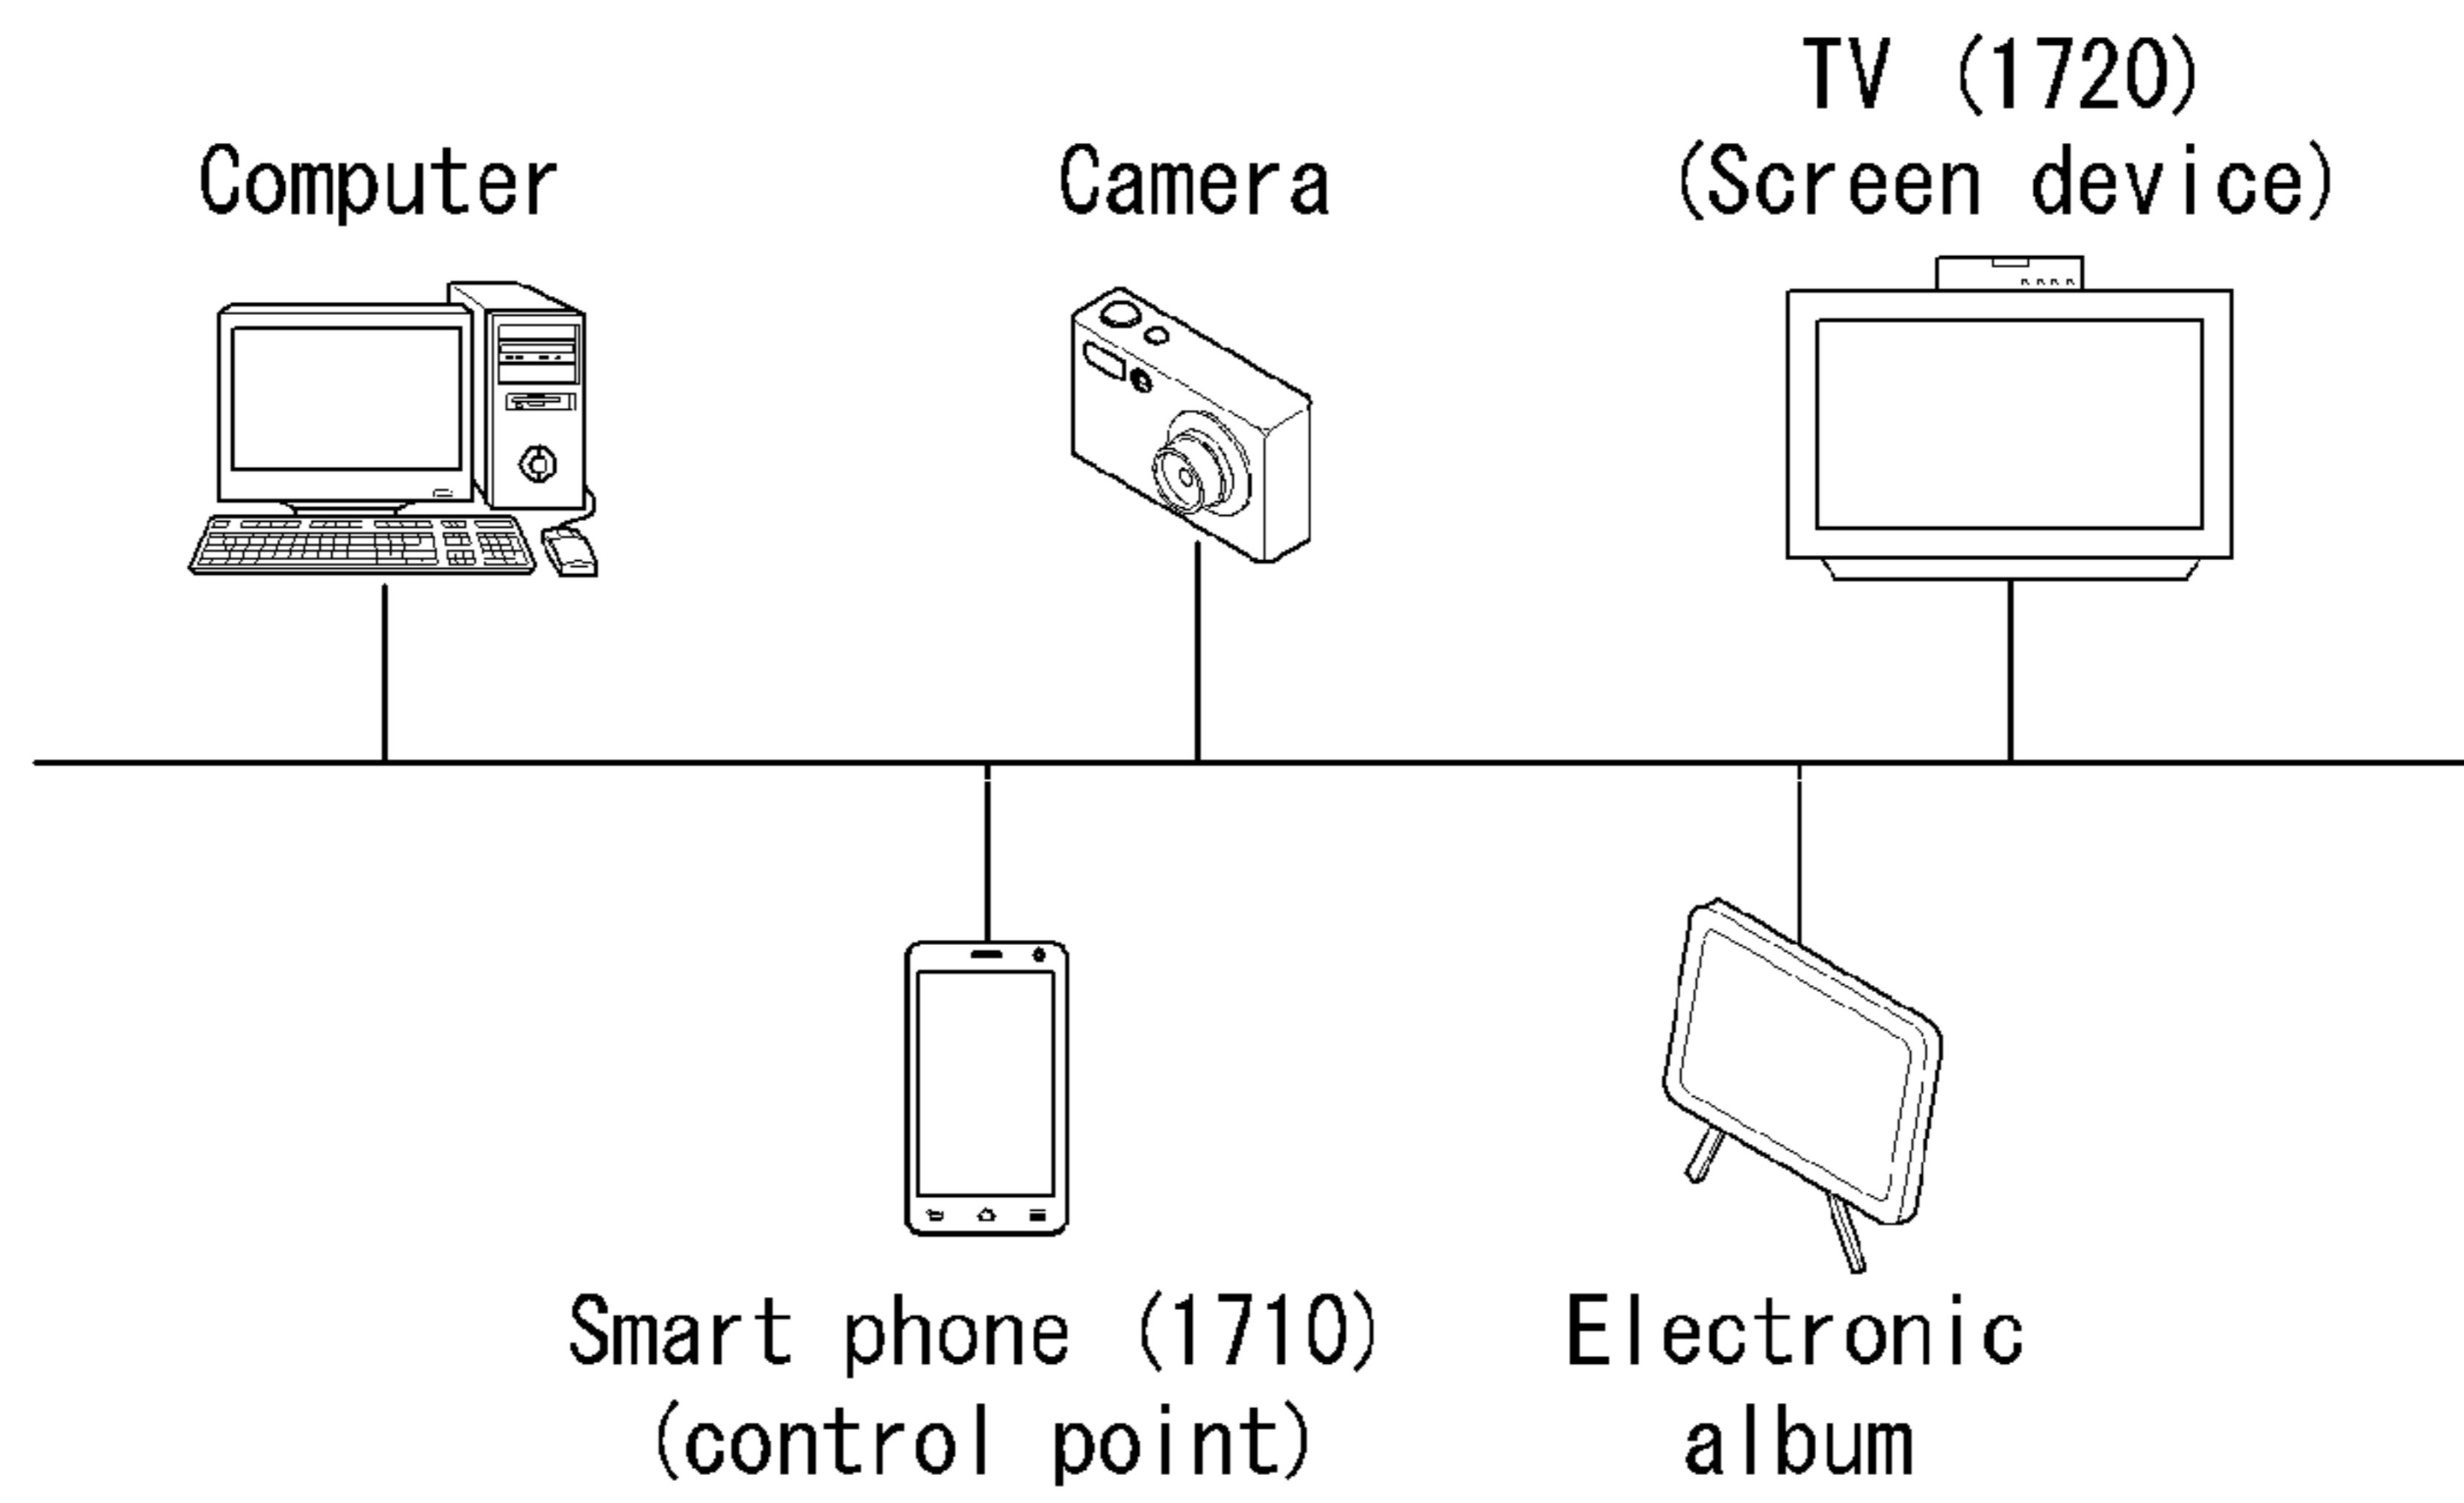 TV (1720)
Computer
Camera
(Screen device)
Smart phone (1710)
(control point)
Electronic
album